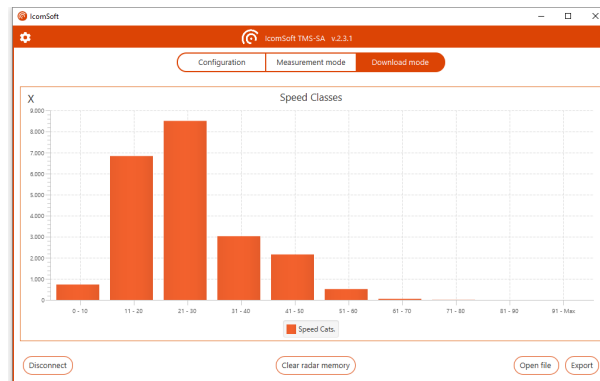 IcomSoft
IcomSoft TMS-SA v.2.3.1
Configuration Measurement mode Download mode
X Speed Classes
9.000
8.000
7.000
6.000
5.000
4.000
3.000
2.000
1.000
0
0 - 10 11 - 20 21 - 30 31 - 40 41 - 50 51 - 60 61 - 70 71 - 80 81 - 90 91 - Max
Speed Cats.
Disconnect Clear radar memory Open file Export